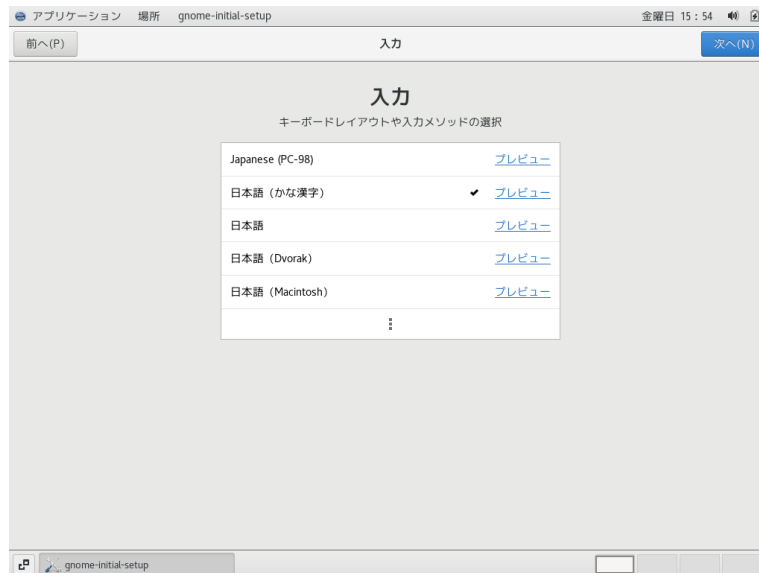 アプリケーション 場所 gnome-initial-setup 金曜日 15：54
前へ(P) 入力 次へ(N)
入力
キーボードレイアウトや入力メソッドの選択
Japanese (PC-98) プレビュー
日本語（かな漢字） ✔ プレビュー
日本語 プレビュー
日本語（Dvorak） プレビュー
日本語（Macintosh） プレビュー
gnome-initial-setup